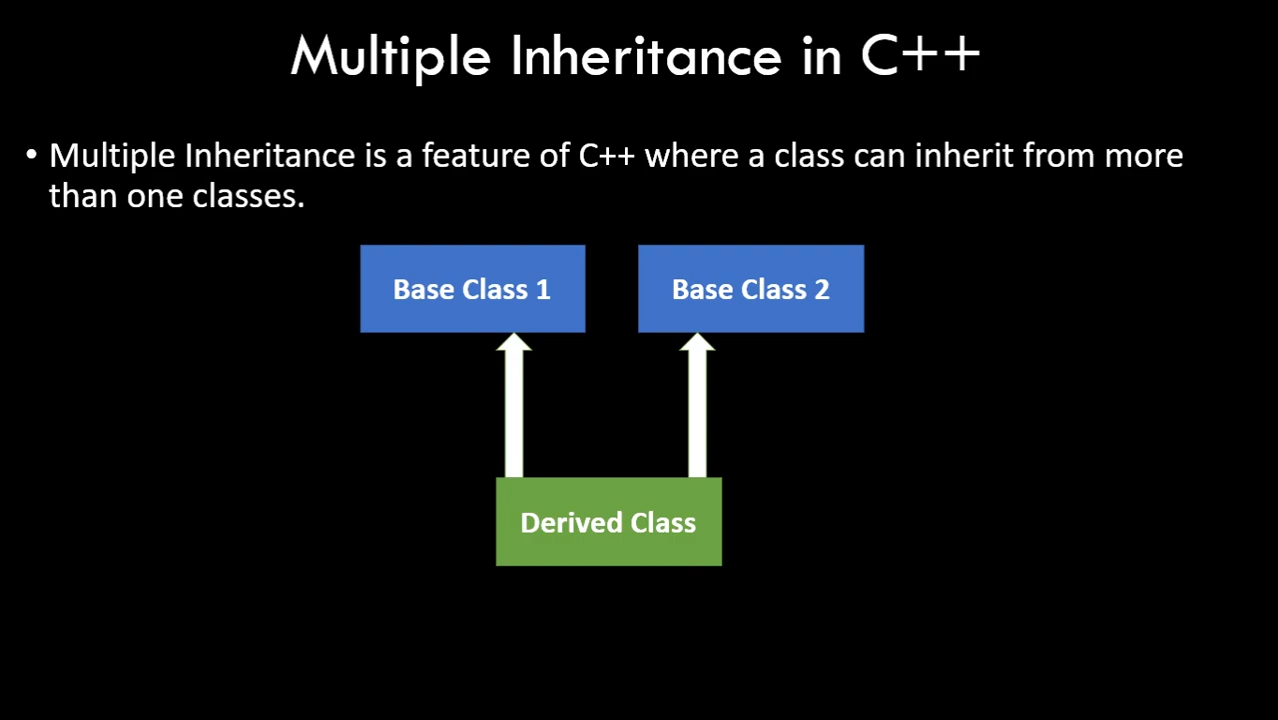 Multiple Inheritance in C++
• Multiple Inheritance is a feature of C++ where a class can inherit from more
than one classes.
Base Class 1
Base Class 2
Derived Class